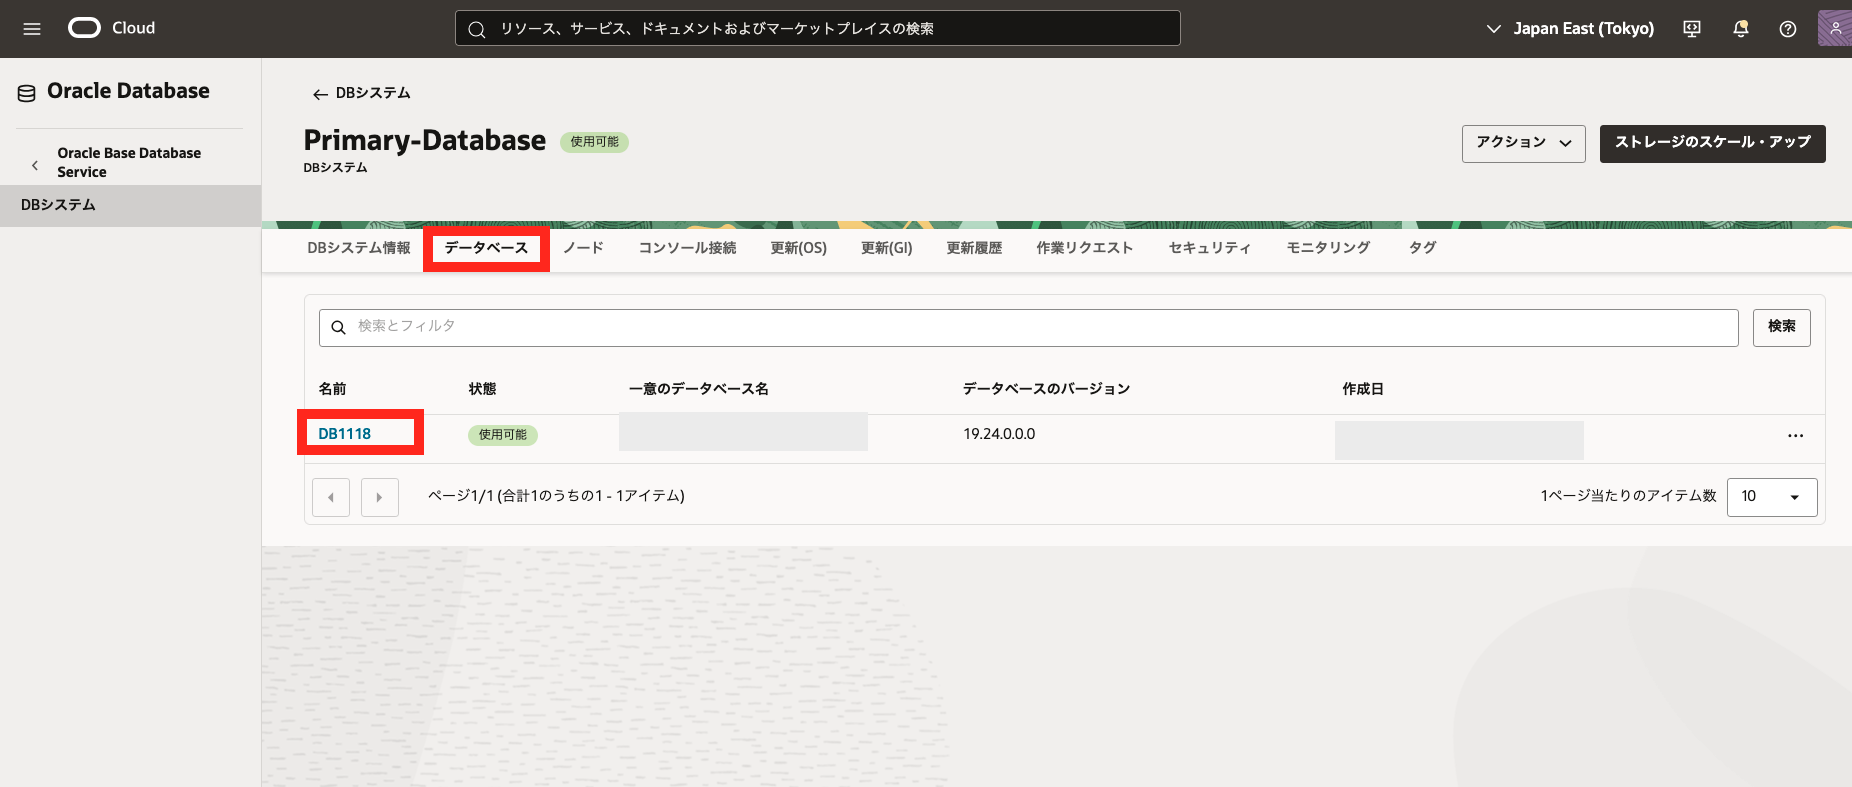 Cloud
リソース、サービス、ドキュメントおよびマーケットプレイスの検索
Japan East (Tokyo)
Oracle Database
Oracle Base Database
Service
DBシステム
← DBシステム
Primary-Database
使用可能
DBシステム
アクション
ストレージのスケール・アップ
DBシステム情報
データベース
ノード
コンソール接続
更新(OS)
更新(GI)
更新履歴
作業リクエスト
セキュリティ
モニタリング
タグ
検索とフィルタ
検索
名前
状態
一意のデータベース名
データベースのバージョン
作成日
DB1118
使用可能
19.24.0.0.0
ページ1/1 (合計1のうちの1 - 1アイテム)
1ページ当たりのアイテム数
10